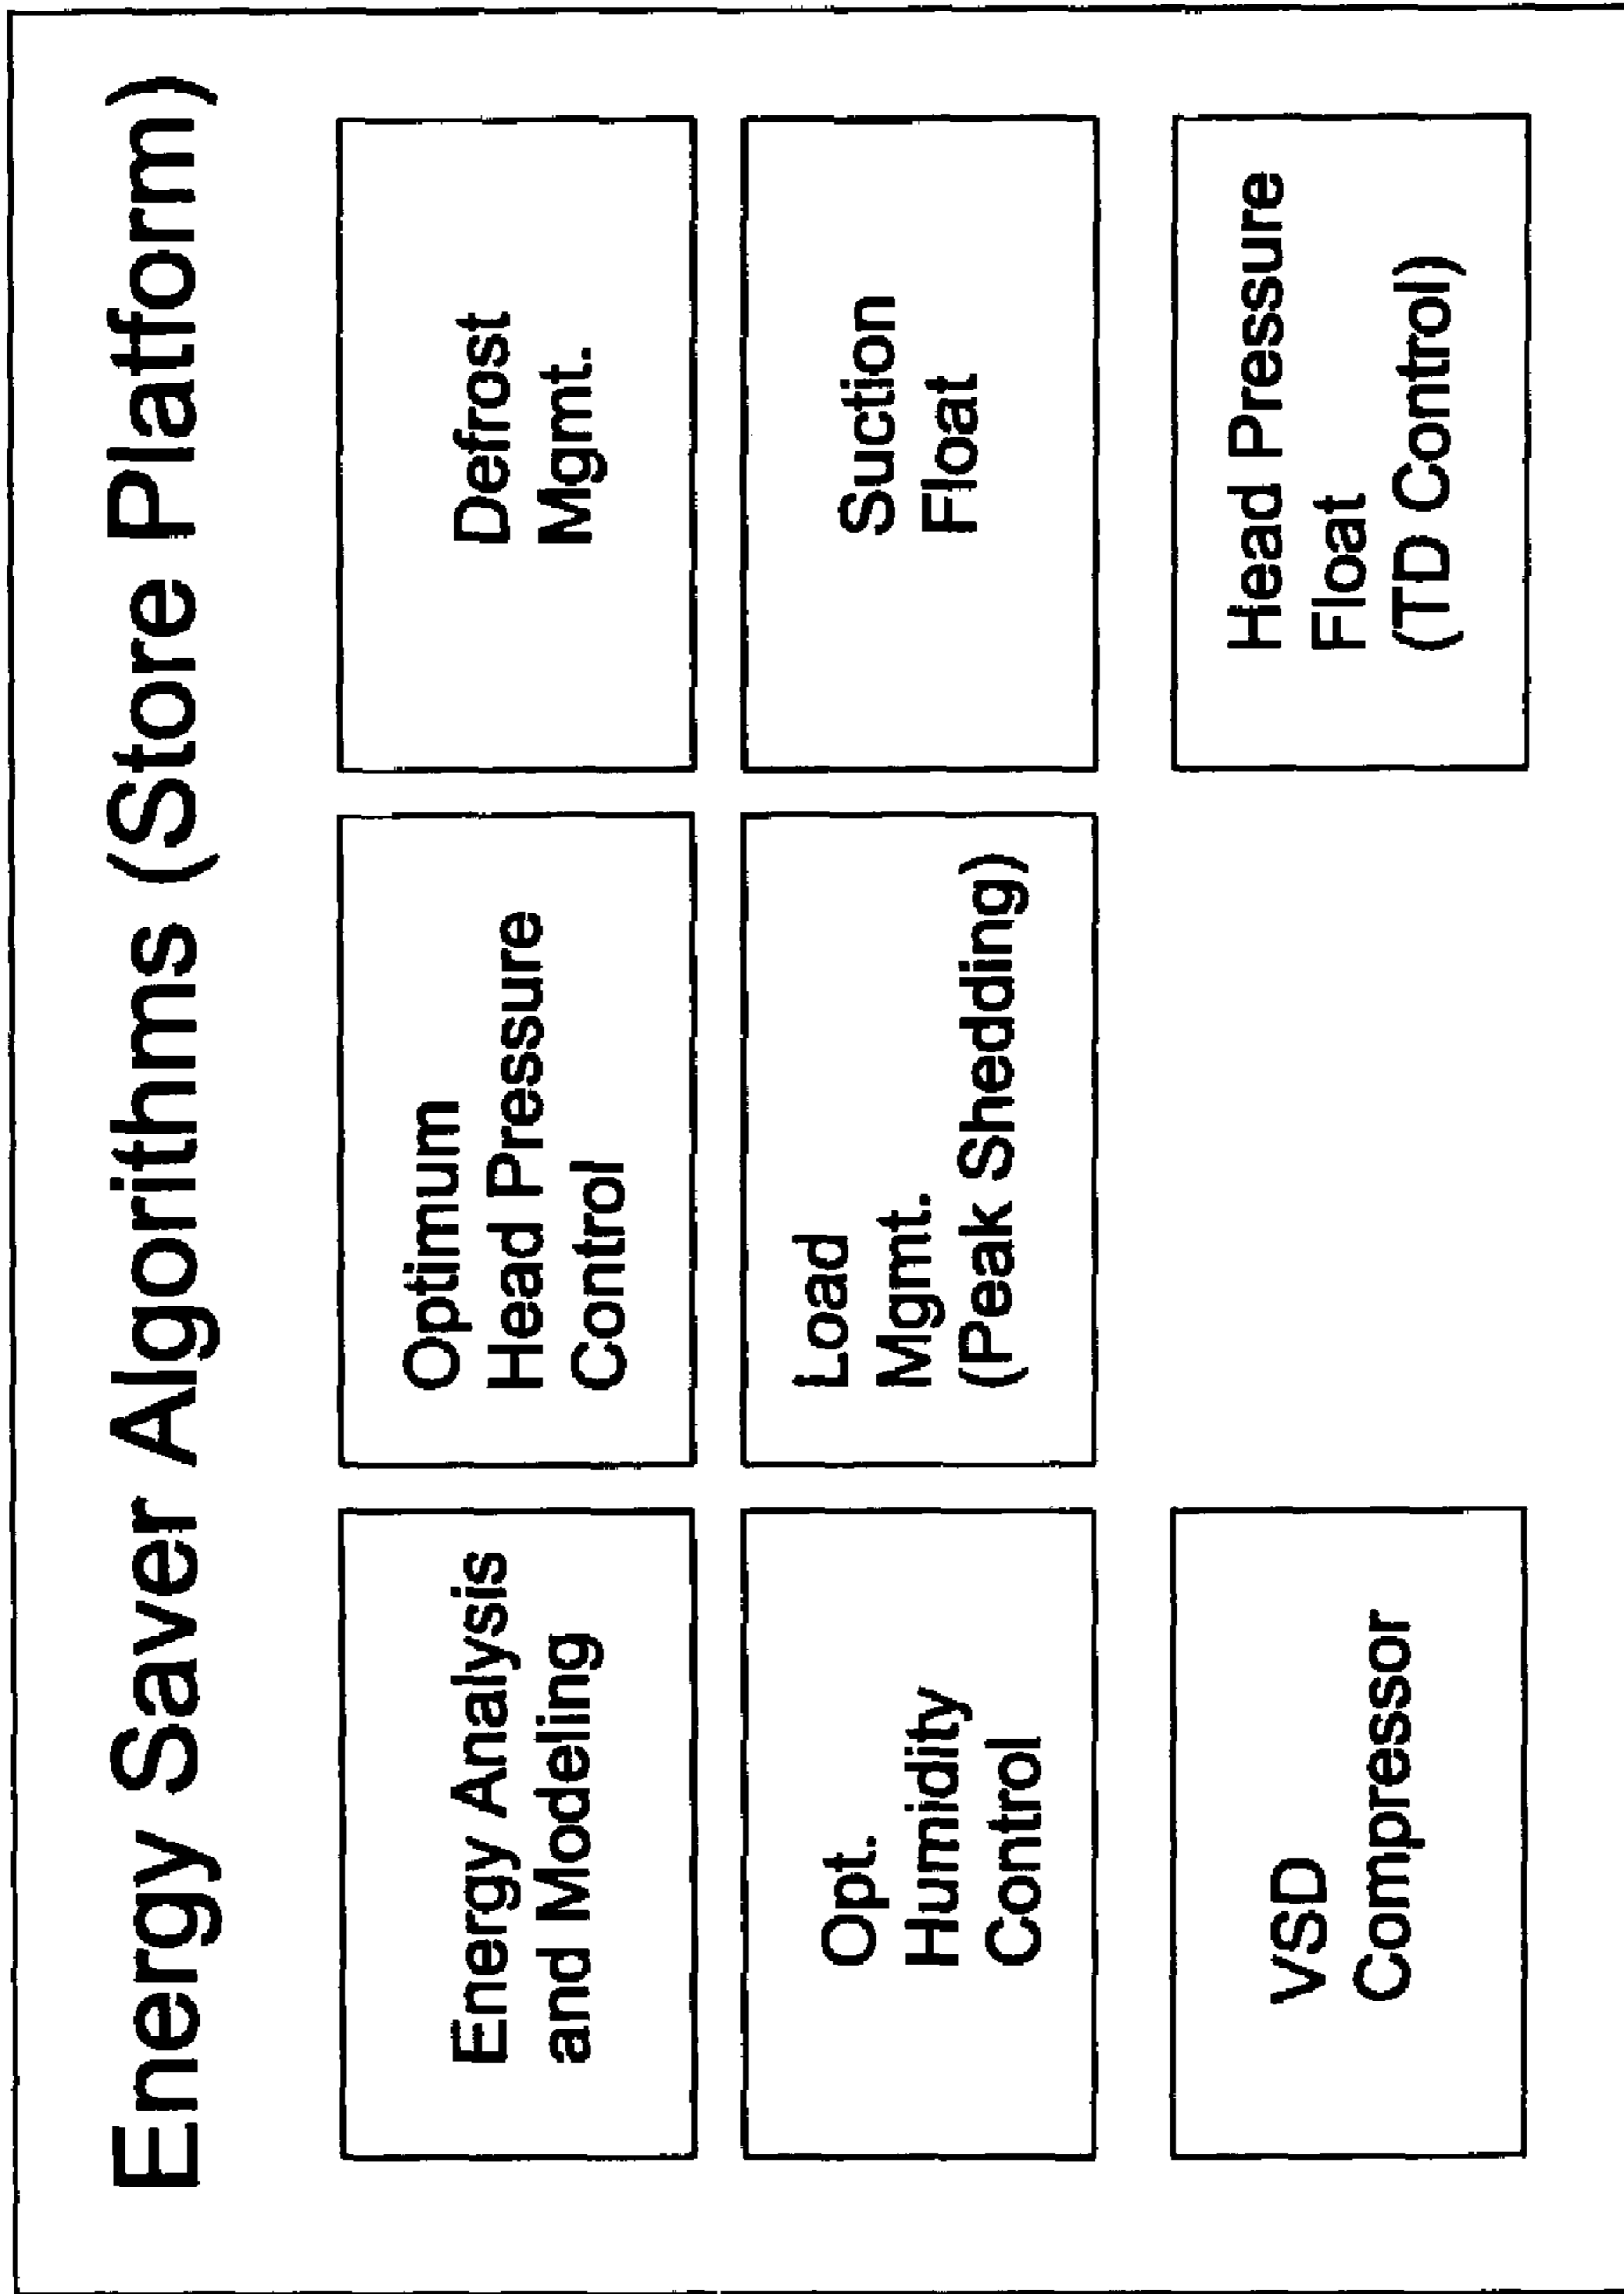 Energy Saver Algorithms (Store Platform)
Energy Analysis
and Modeling
Optimum
Head Pressure
Control
Defrost
Mgmt.
Opt.
Humidity
Control
Load
Mgmt.
(Peak Shedding)
Suction
Float
VSD
Compressor
Head Pressure
Float
(TD Control)